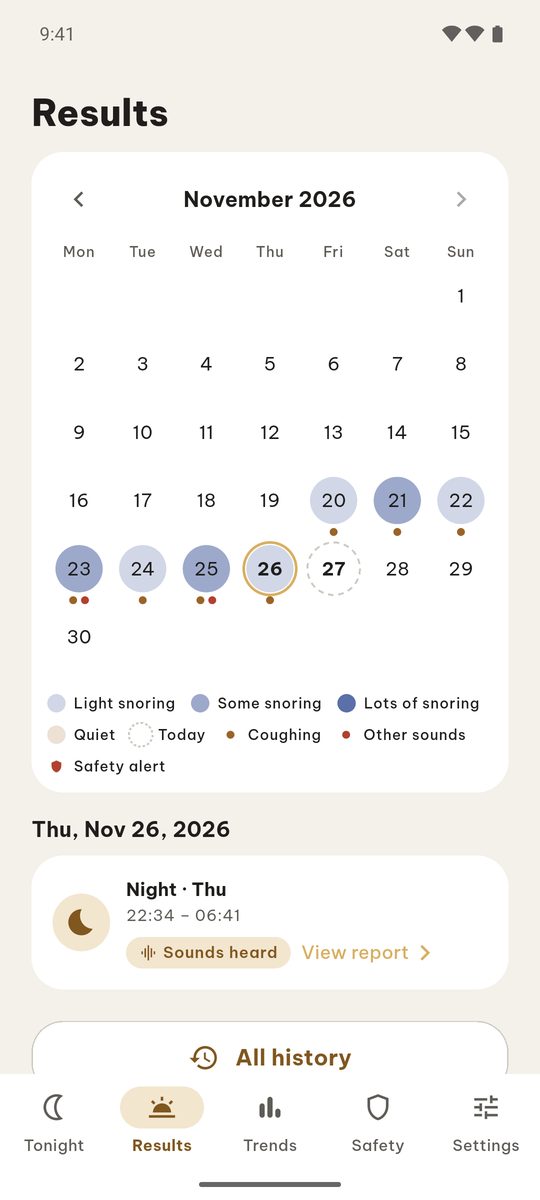 9:41
Results
November 2026
Mon Tue Wed Thu Fri Sat Sun
1
2 3 4 5 6 7 8
9 10 11 12 13 14 15
16 17 18 19 20 21 22
23 24 25 26 27 28 29
30
Light snoring Some snoring Lots of snoring
Quiet Today Coughing Other sounds
Safety alert
Thu, Nov 26, 2026
Night · Thu
22:34 – 06:41
Sounds heard View report
All history
Tonight Results Trends Safety Settings